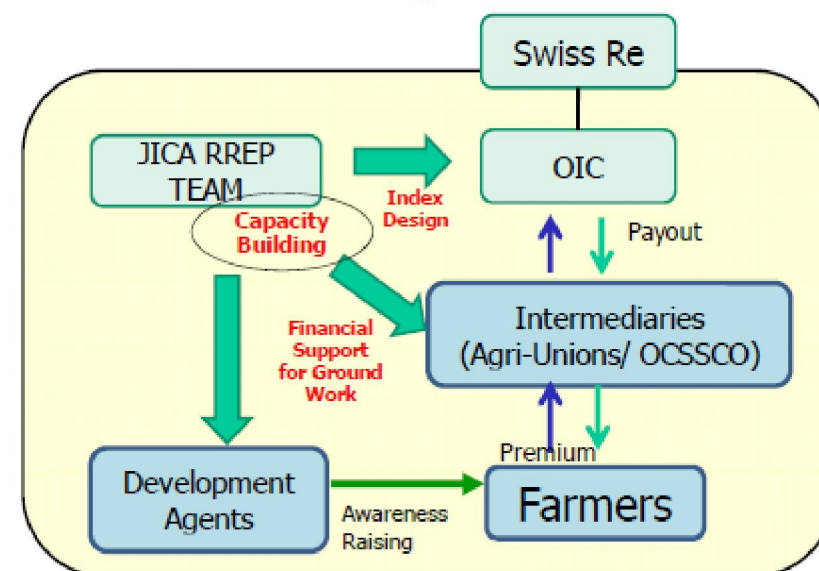 Swiss Re
JICA RREP
TEAM
OIC
Index
Design
Capacity
Building
Payout
Financial
Support
for Ground
Work
Intermediaries
(Agri-Unions/ OCSSCO)
Premium
Development
Agents
Awareness
Raising
Farmers